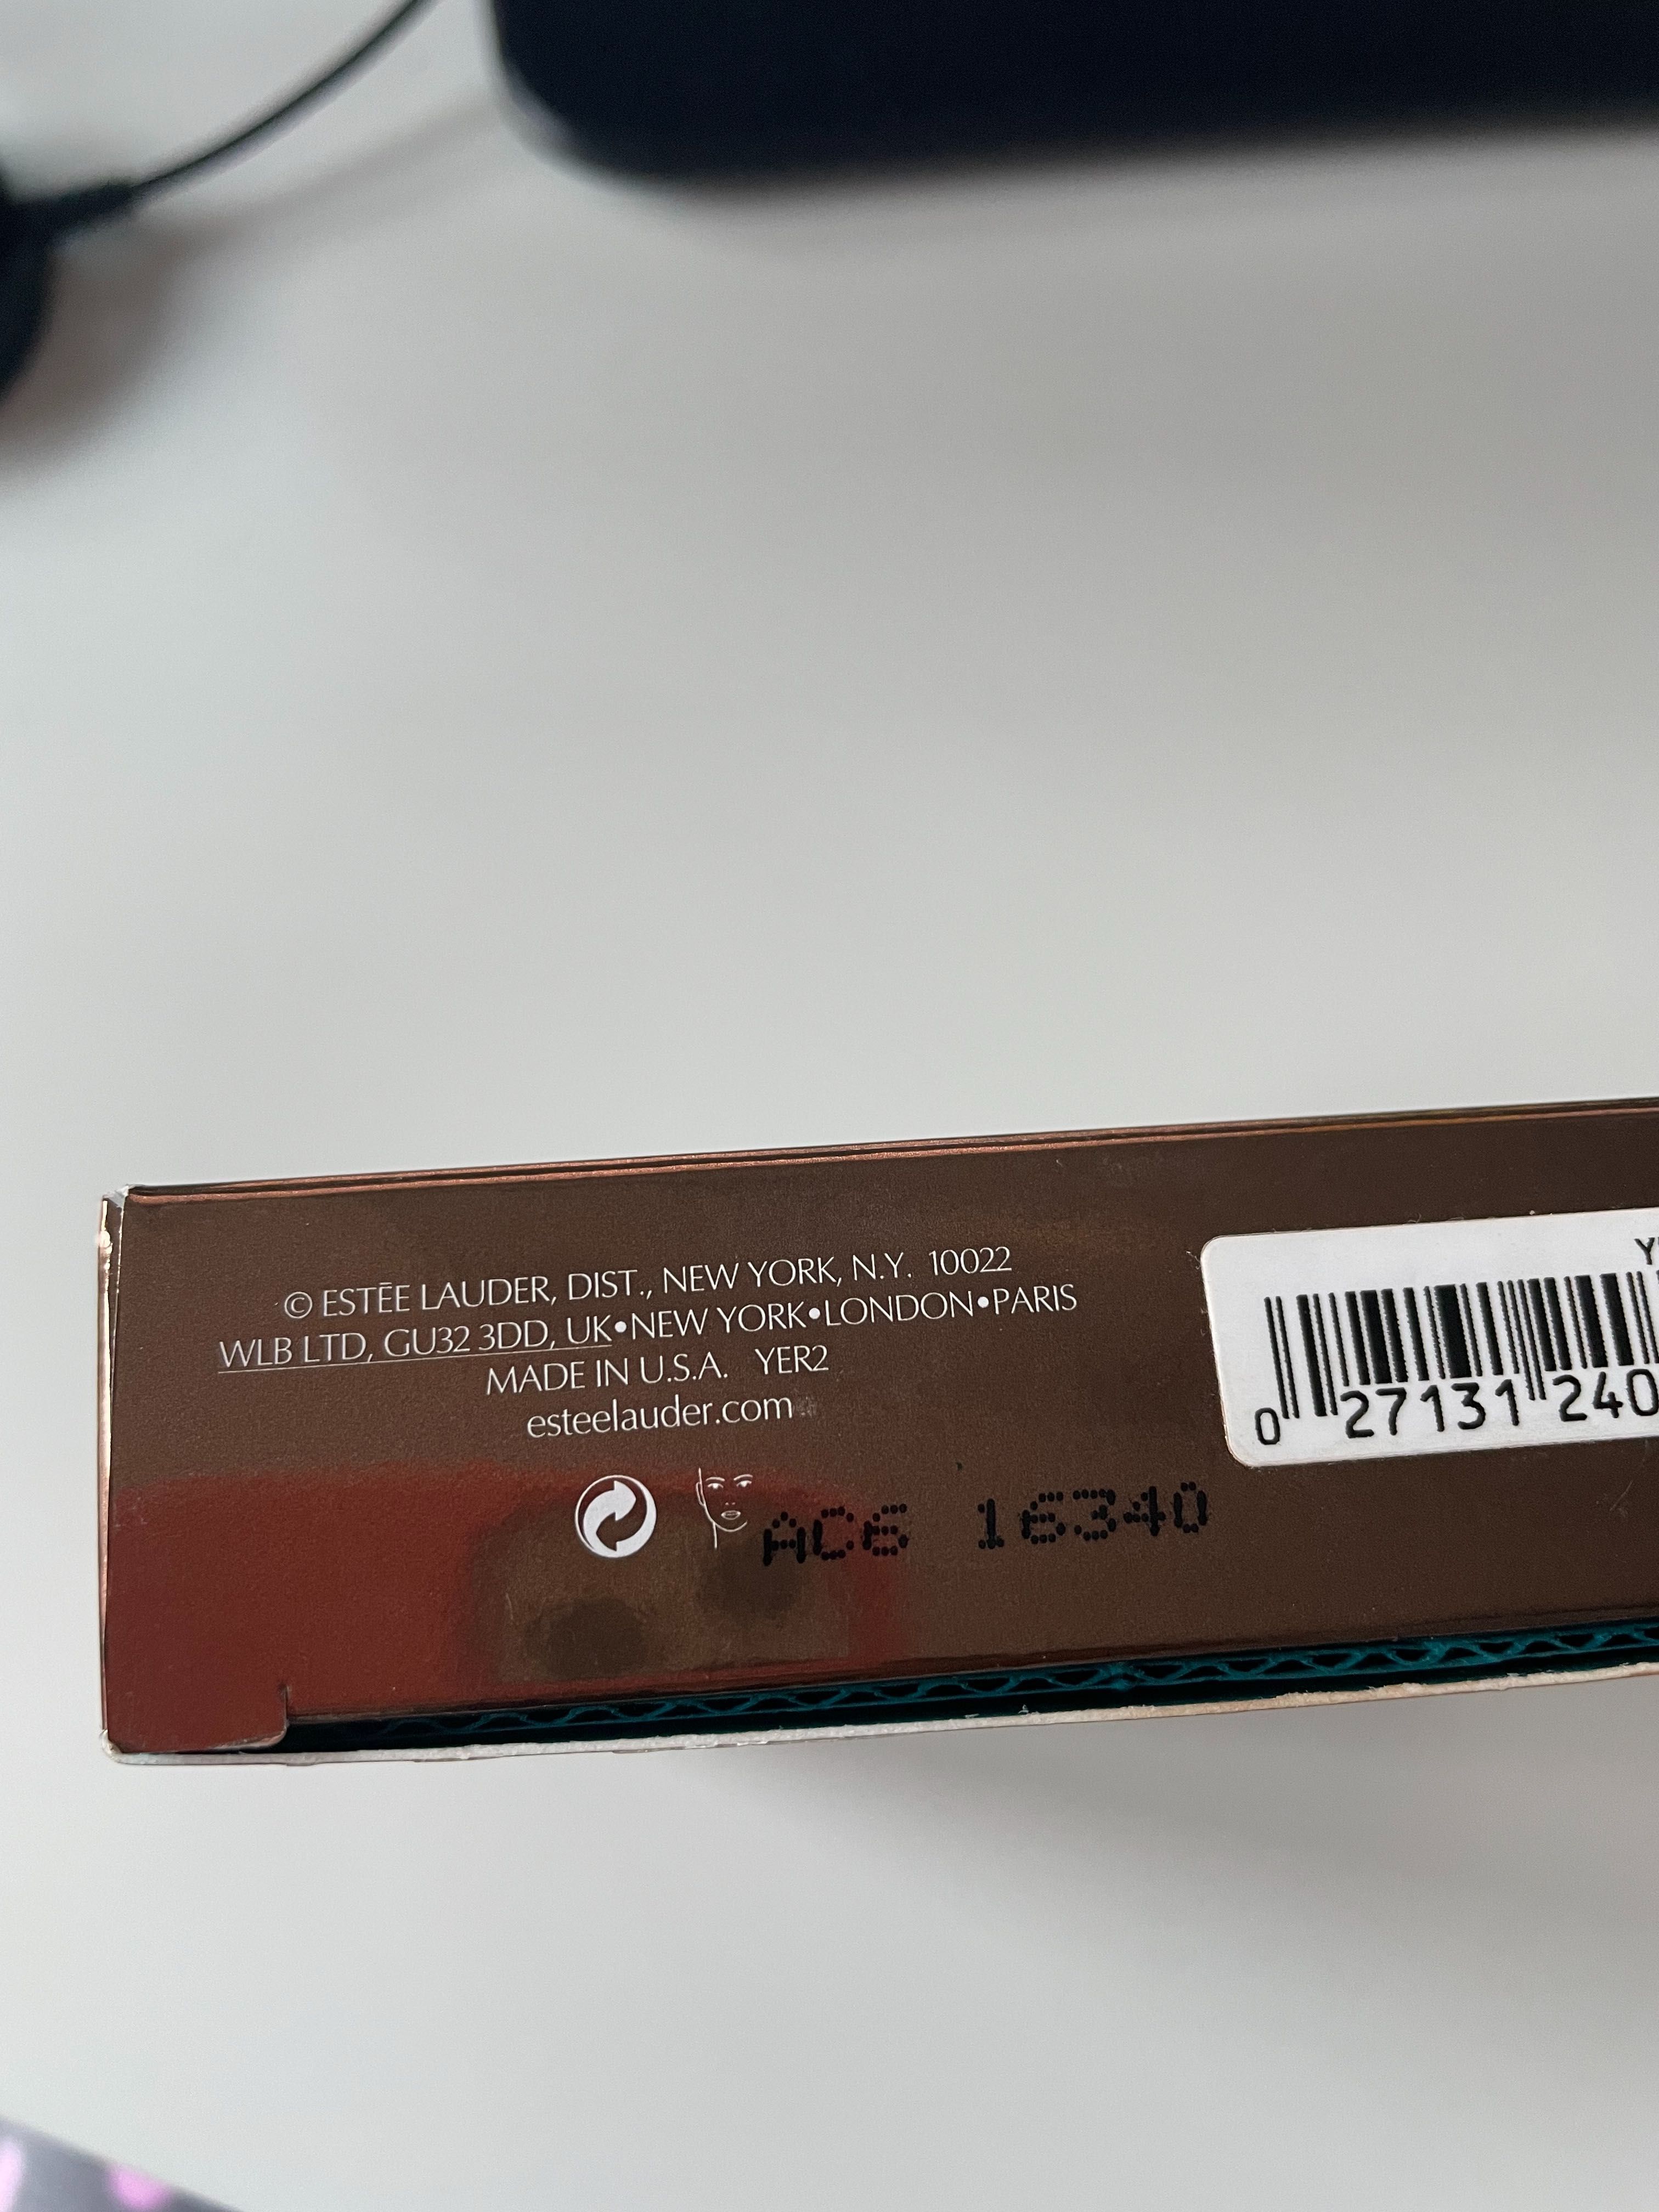 © ESTĒE LAUDER, DIST., NEW YORK, N.Y. 10022
WLB LTD, GU32 3DD, UK•NEW YORK•LONDON•PARIS
MADE IN U.S.A. YER2
esteelauder.com
AC6 16340
0 27131 240